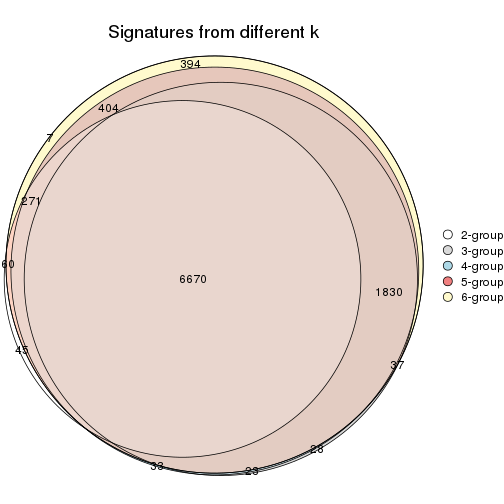 Signatures from different k
394
404
7
271
60
6670
1830
45
37
33
23
28
2-group
3-group
4-group
5-group
6-group